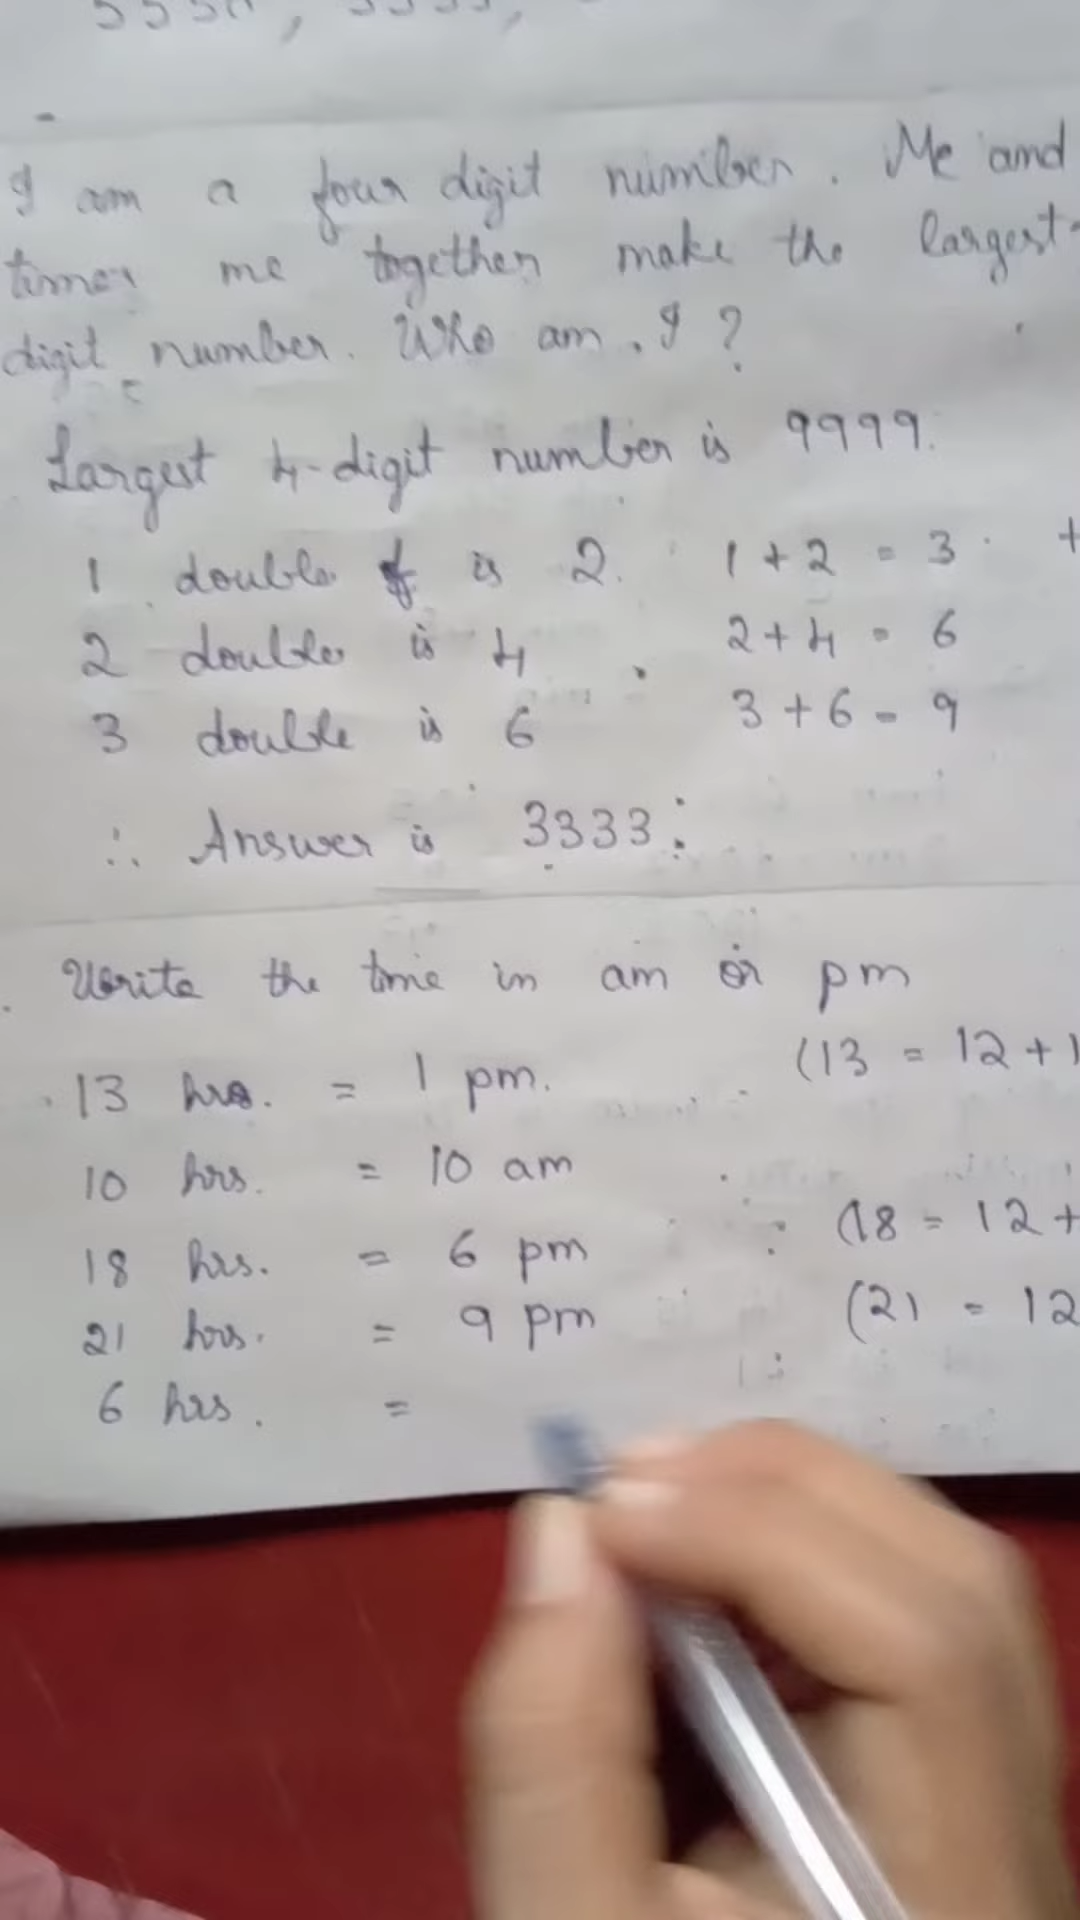 I am a four digit number. Me and
times me together make the largest
digit number. Who am I?
Largest 4-digit number is 9999.
1 double is 2. 1 + 2 = 3. +
2 double is 4 2 + 4 = 6
3 double is 6 3 + 6 = 9
∴ Answer is 3333.
Write the time in am or pm
13 hrs. = 1 pm. (13 = 12 + 1
10 hrs. = 10 am
18 hrs. = 6 pm (18 = 12 +
21 hrs. = 9 pm (21 = 12
6 hrs. =